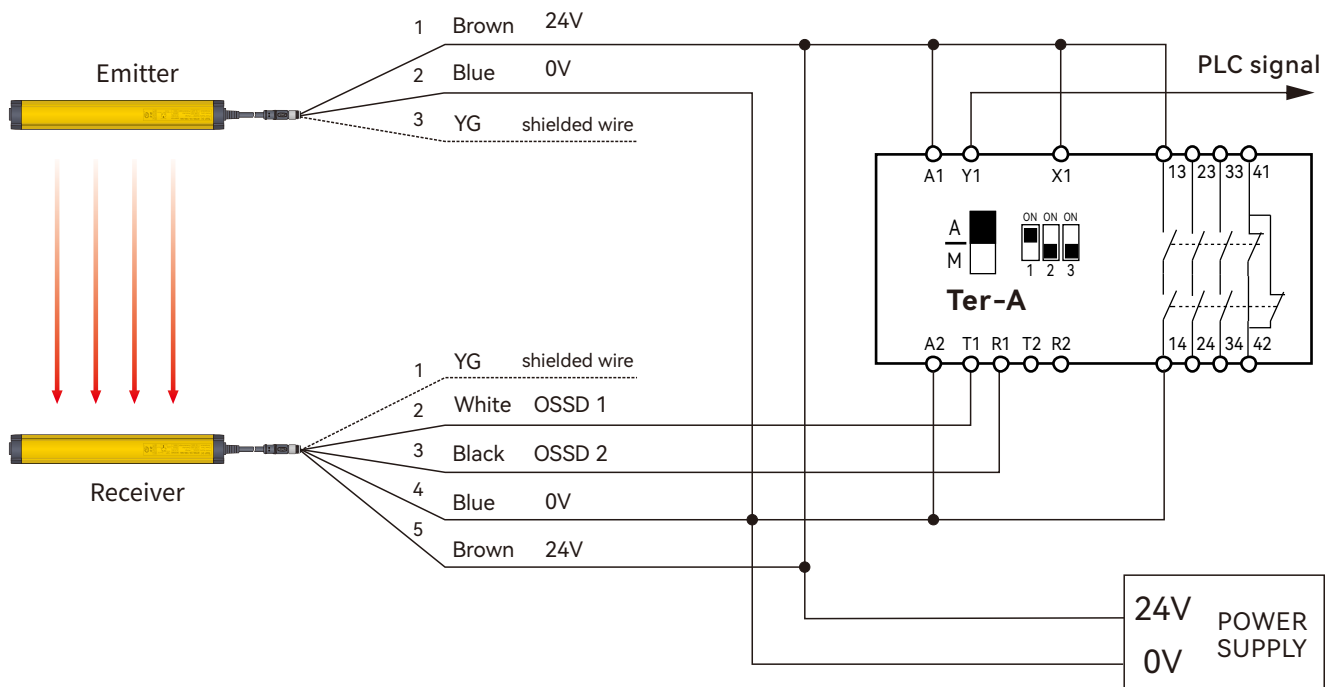 1 Brown 24V
Emitter
2 Blue 0V
3 YG shielded wire
PLC signal
A1 Y1 X1 13 23 33 41
A
M
ON ON ON
1 2 3
Ter-A
A2 T1 R1 T2 R2 14 24 34 42
1 YG shielded wire
2 White OSSD 1
3 Black OSSD 2
Receiver
4 Blue 0V
5 Brown 24V
24V
0V
POWER
SUPPLY